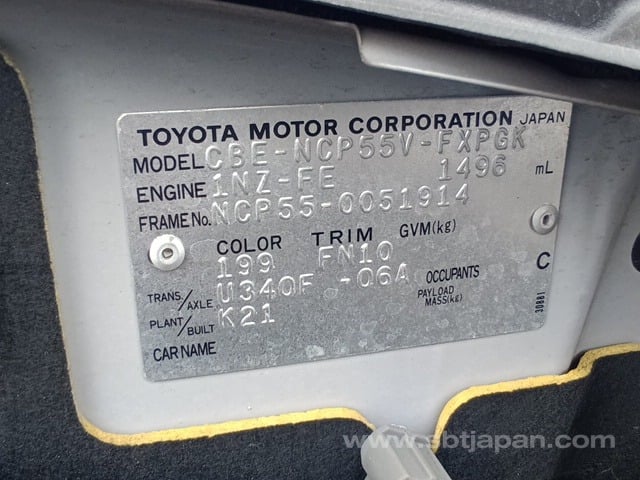 TOYOTA MOTOR CORPORATION JAPAN
MODEL CBE-NCP55V-FXPGK
ENGINE 1NZ-FE 1496 mL
FRAME No. NCP55-0051914
COLOR TRIM GVM(kg)
199 FN10
C
TRANS./AXLE U340F -06A OCCUPANTS
PAYLOAD MASS(kg)
PLANT/BUILT K21
CAR NAME
30881
www.sbtjapan.com